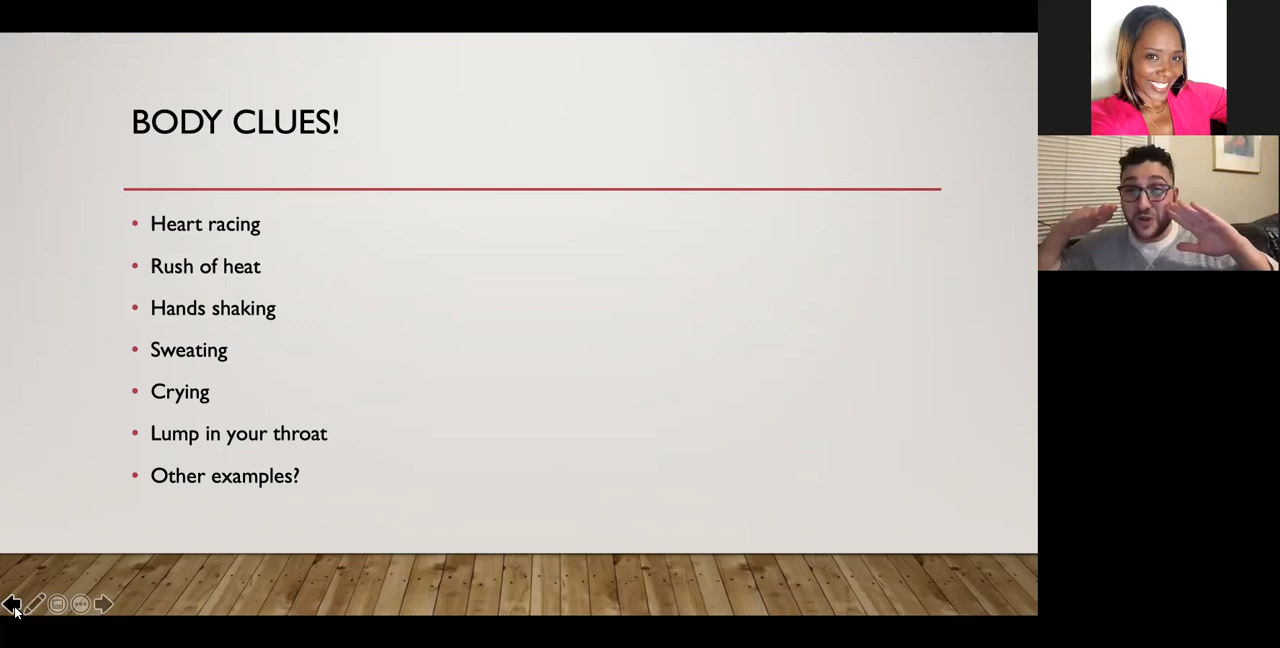 BODY CLUES!
Heart racing
Rush of heat
Hands shaking
Sweating
Crying
Lump in your throat
Other examples?